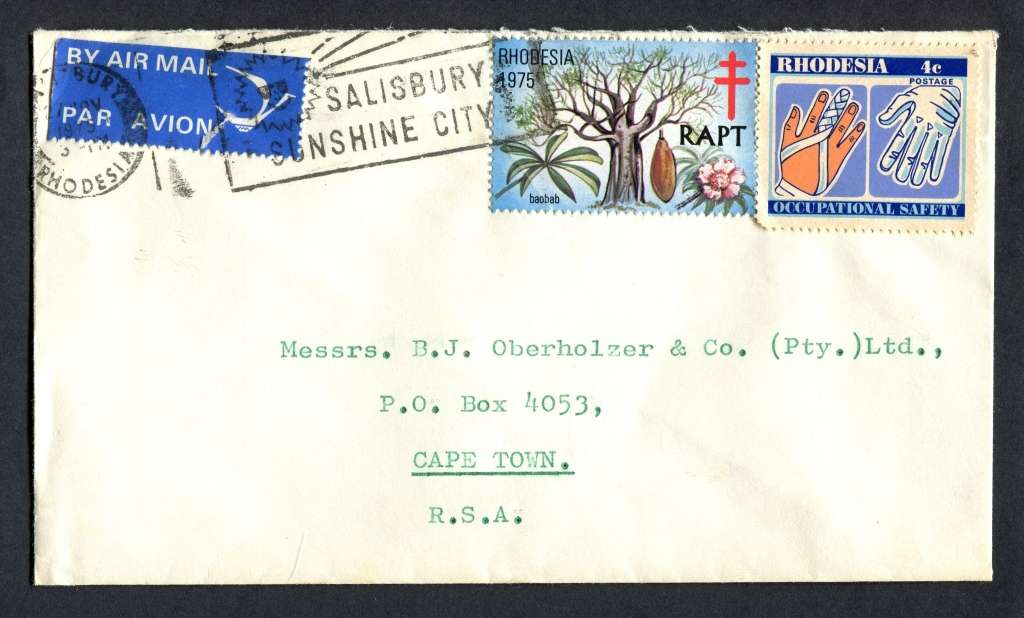 BY AIR MAIL
PAR AVION
RHODESIA
SALISBURY
SUNSHINE CITY
RHODESIA
1975
RAPT
baobab
RHODESIA 4c
POSTAGE
OCCUPATIONAL SAFETY
Messrs. B.J. Oberholzer & Co. (Pty.)Ltd.,
P.O. Box 4053,
CAPE TOWN.
R.S.A.